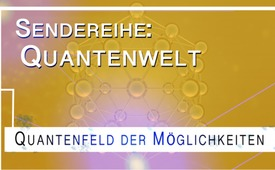 SENDEREIHE:
QUANTENWELT
QUANTENFELD DER MÖGLICHKEITEN